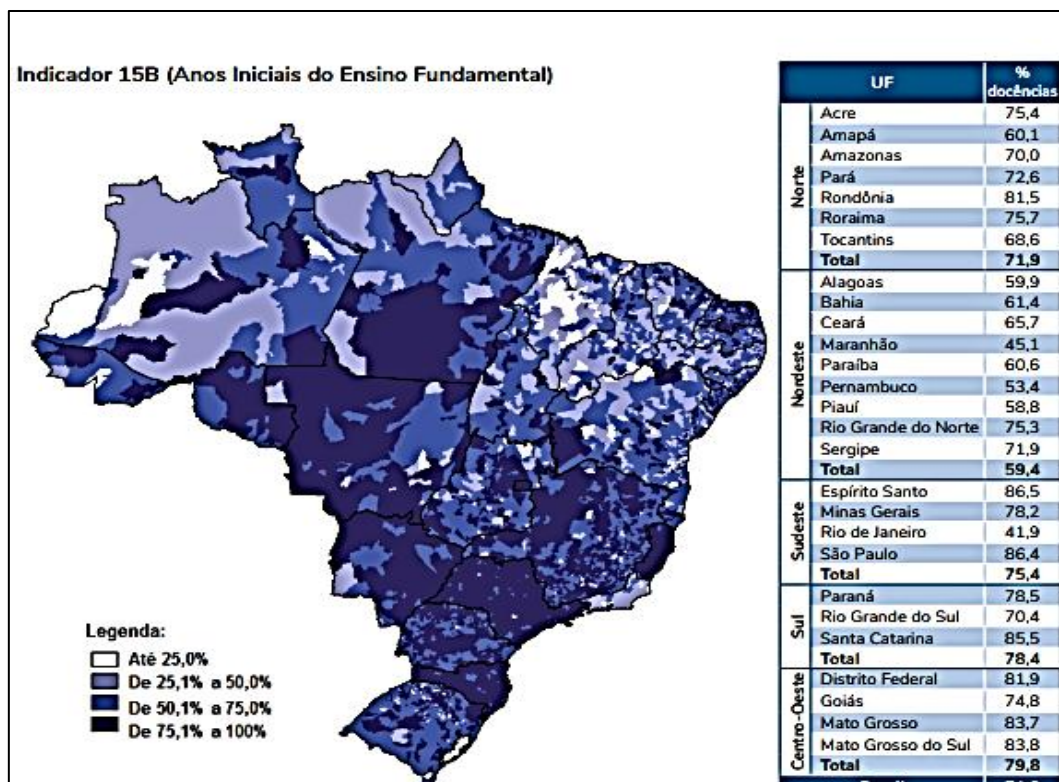 Indicador 15B (Anos Iniciais do Ensino Fundamental)
Legenda:
Até 25,0%
De 25,1% a 50,0%
De 50,1% a 75,0%
De 75,1% a 100%
UF % docências
Norte
Acre 75,4
Amapá 60,1
Amazonas 70,0
Pará 72,6
Rondônia 81,5
Roraima 75,7
Tocantins 68,6
Total 71,9
Nordeste
Alagoas 59,9
Bahia 61,4
Ceará 65,7
Maranhão 45,1
Paraíba 60,6
Pernambuco 53,4
Piauí 58,8
Rio Grande do Norte 75,3
Sergipe 71,9
Total 59,4
Sudeste
Espírito Santo 86,5
Minas Gerais 78,2
Rio de Janeiro 41,9
São Paulo 86,4
Total 75,4
Sul
Paraná 78,5
Rio Grande do Sul 70,4
Santa Catarina 85,5
Total 78,4
Centro-Oeste
Distrito Federal 81,9
Goiás 74,8
Mato Grosso 83,7
Mato Grosso do Sul 83,8
Total 79,8